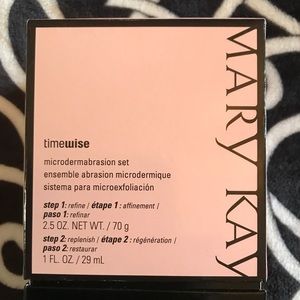 MARY KAY
timewise
microdermabrasion set
ensemble abrasion microdermique
sistema para microexfoliación
step 1: refine / étape 1 : affinement /
paso 1: refinar
2.5 OZ. NET WT. / 70 g
step 2: replenish / étape 2 : régénération /
paso 2: restaurar
1 FL. OZ. / 29 mL